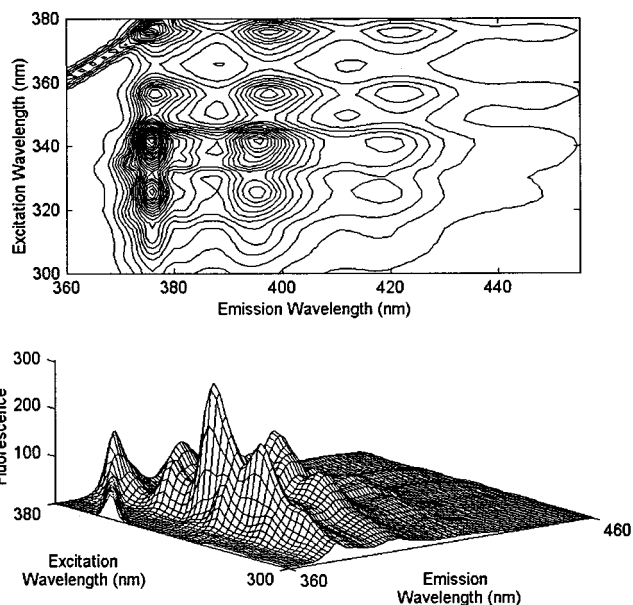 380
360
340
320
300
Excitation Wavelength (nm)
360 380 400 420 440
Emission Wavelength (nm)
300
200
100
Fluorescence
380
460
Excitation
Wavelength (nm)
300
360
Emission
Wavelength (nm)